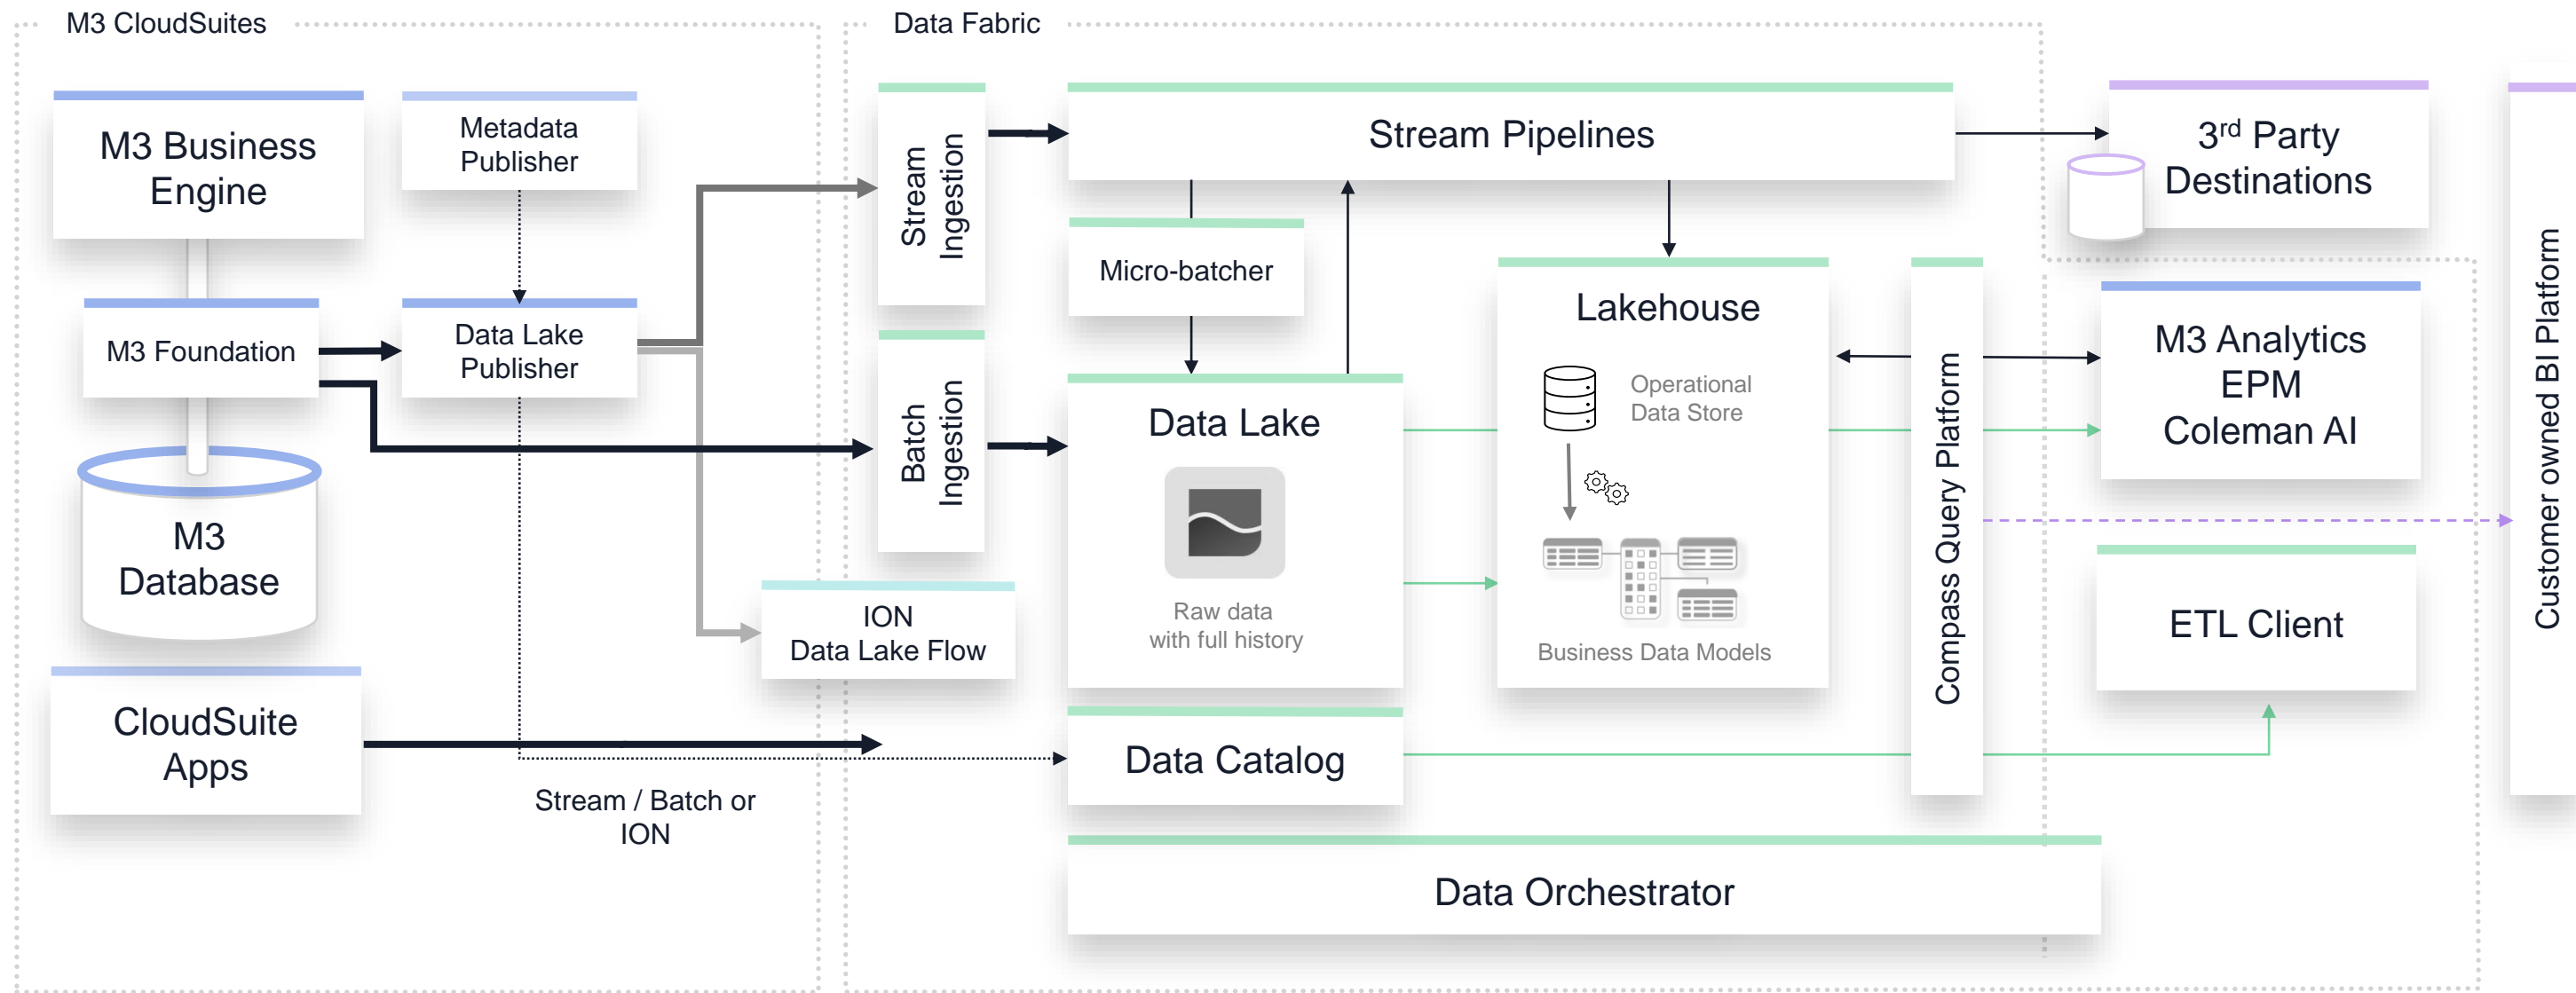 M3 CloudSuites
Data Fabric
M3 Business
Engine
Metadata
Publisher
M3 Foundation
Data Lake
Publisher
M3
Database
CloudSuite
Apps
Stream / Batch or
ION
Stream
Ingestion
Batch
Ingestion
ION
Data Lake Flow
Stream Pipelines
Micro-batcher
Data Lake
Raw data
with full history
Data Catalog
Lakehouse
Operational
Data Store
Business Data Models
Compass Query Platform
Data Orchestrator
3rd Party
Destinations
M3 Analytics
EPM
Coleman AI
ETL Client
Customer owned BI Platform